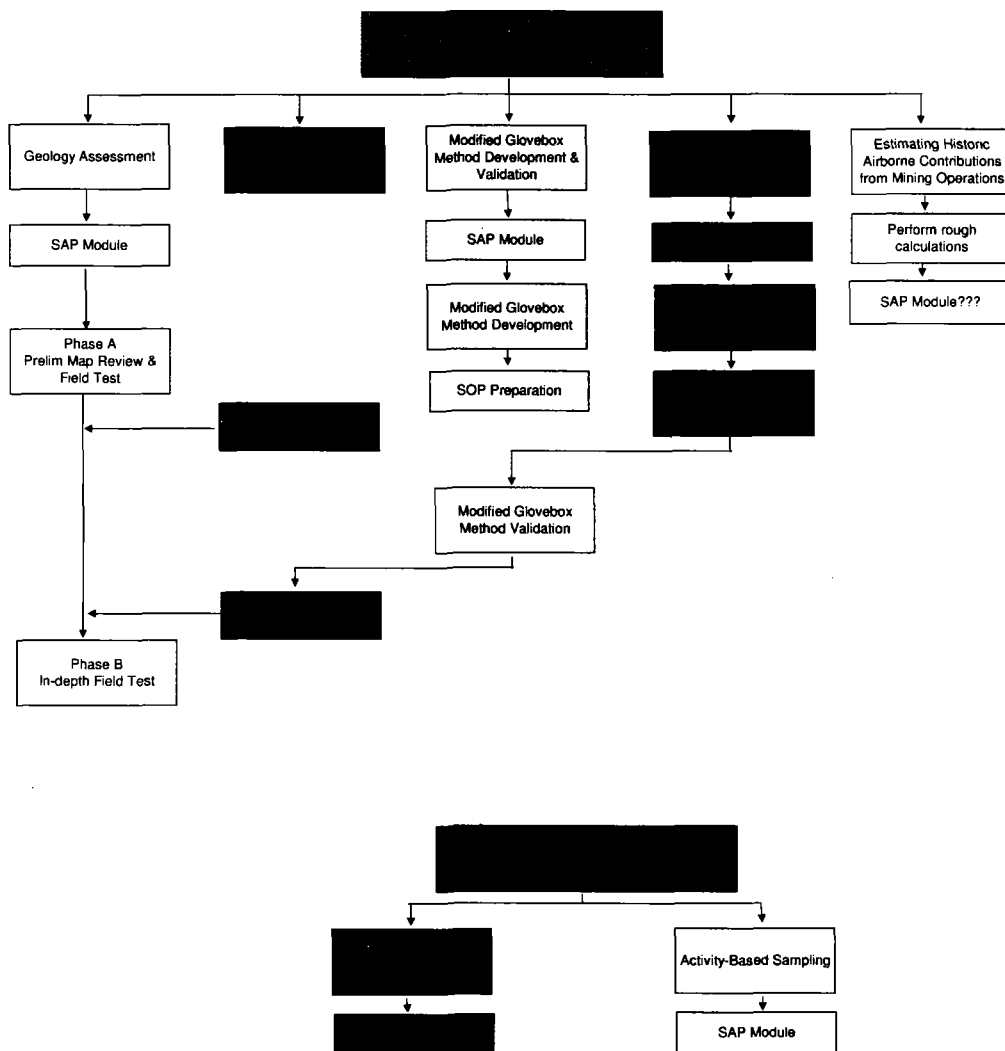 Geology Assessment
SAP Module
Phase A
Prelim Map Review &
Field Test
Phase B
In-depth Field Test
Modified Glovebox
Method Development &
Validation
SAP Module
Modified Glovebox
Method Development
SOP Preparation
Modified Glovebox
Method Validation
Estimating Historic
Airborne Contributions
from Mining Operations
Perform rough
calculations
SAP Module???
Activity-Based Sampling
SAP Module